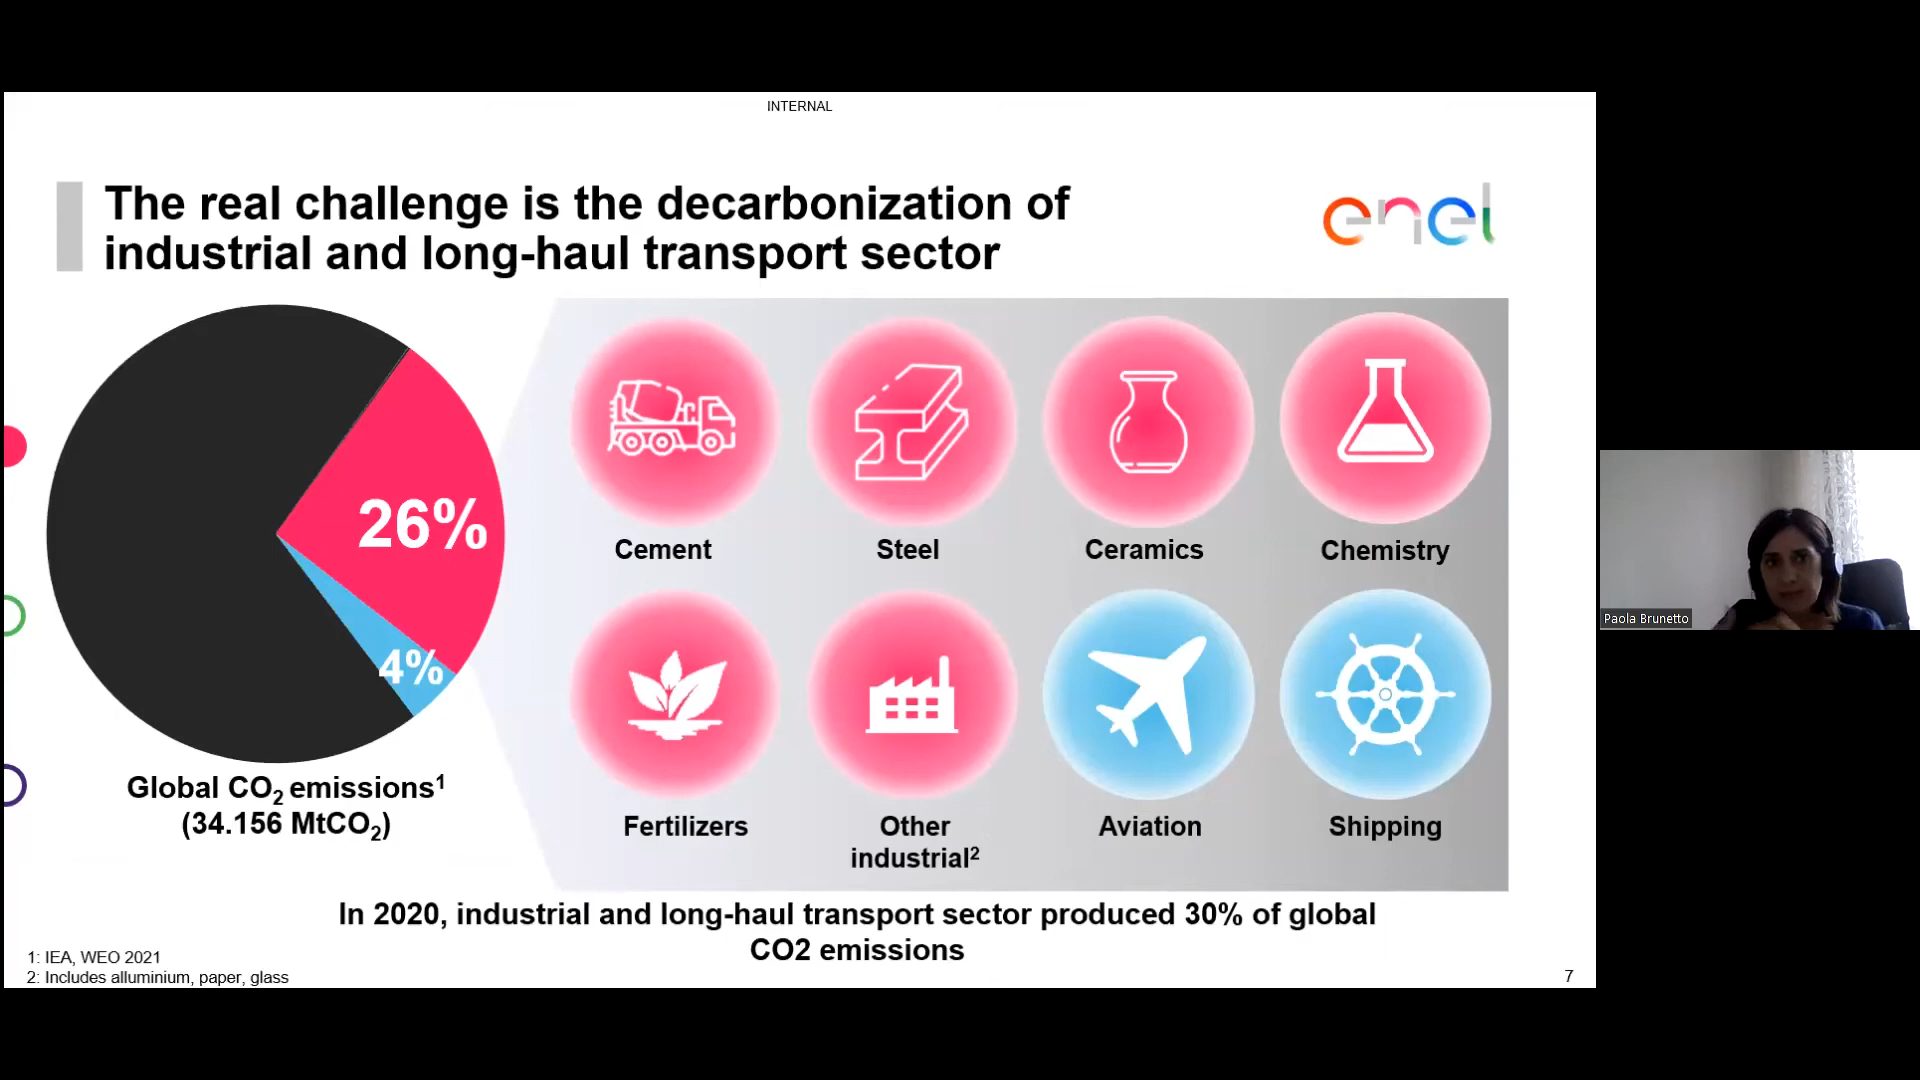 INTERNAL
The real challenge is the decarbonization of
industrial and long-haul transport sector
enel
26%
4%
Global CO₂ emissions¹
(34.156 MtCO₂)
Cement
Steel
Ceramics
Chemistry
Fertilizers
Other
industrial²
Aviation
Shipping
In 2020, industrial and long-haul transport sector produced 30% of global
CO2 emissions
1: IEA, WEO 2021
2: Includes alluminium, paper, glass
7
Paola Brunetto